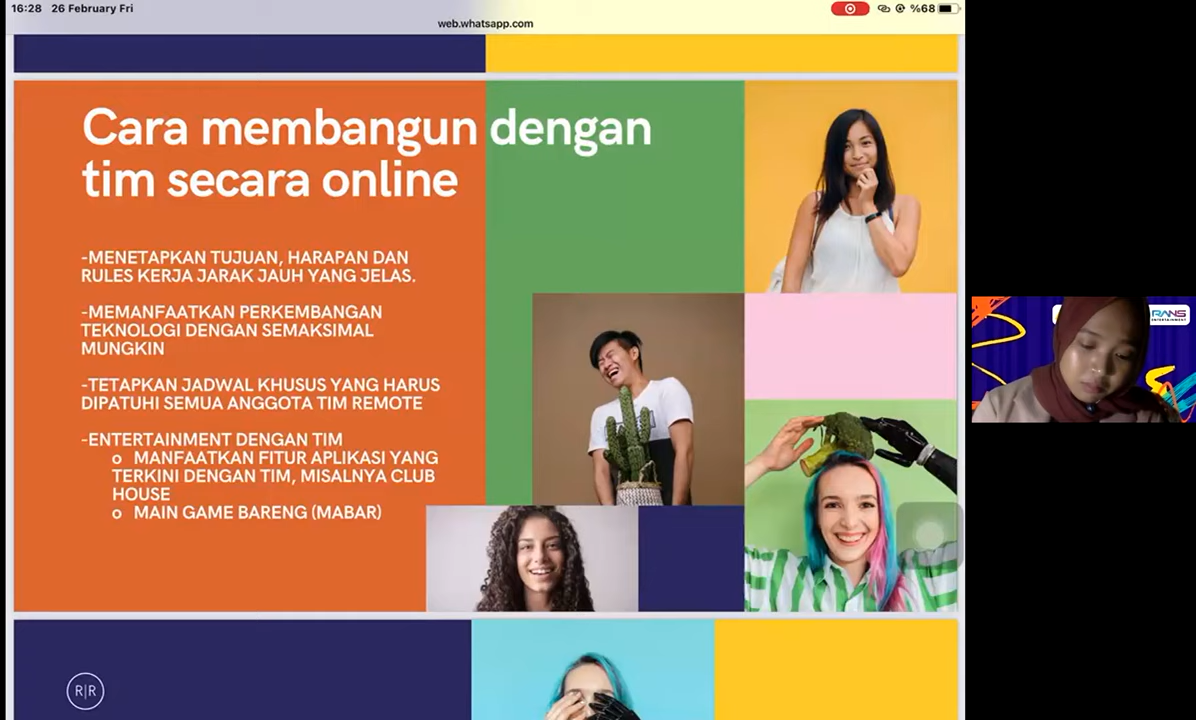 16:28 26 February Fri
%68
web.whatsapp.com
Cara membangun dengan
tim secara online
-MENETAPKAN TUJUAN, HARAPAN DAN
RULES KERJA JARAK JAUH YANG JELAS.
-MEMANFAATKAN PERKEMBANGAN
TEKNOLOGI DENGAN SEMAKSIMAL
MUNGKIN
-TETAPKAN JADWAL KHUSUS YANG HARUS
DIPATUHI SEMUA ANGGOTA TIM REMOTE
-ENTERTAINMENT DENGAN TIM
o MANFAATKAN FITUR APLIKASI YANG
TERKINI DENGAN TIM, MISALNYA CLUB
HOUSE
o MAIN GAME BARENG (MABAR)
R|R
RANS
ENTERTAINMENT